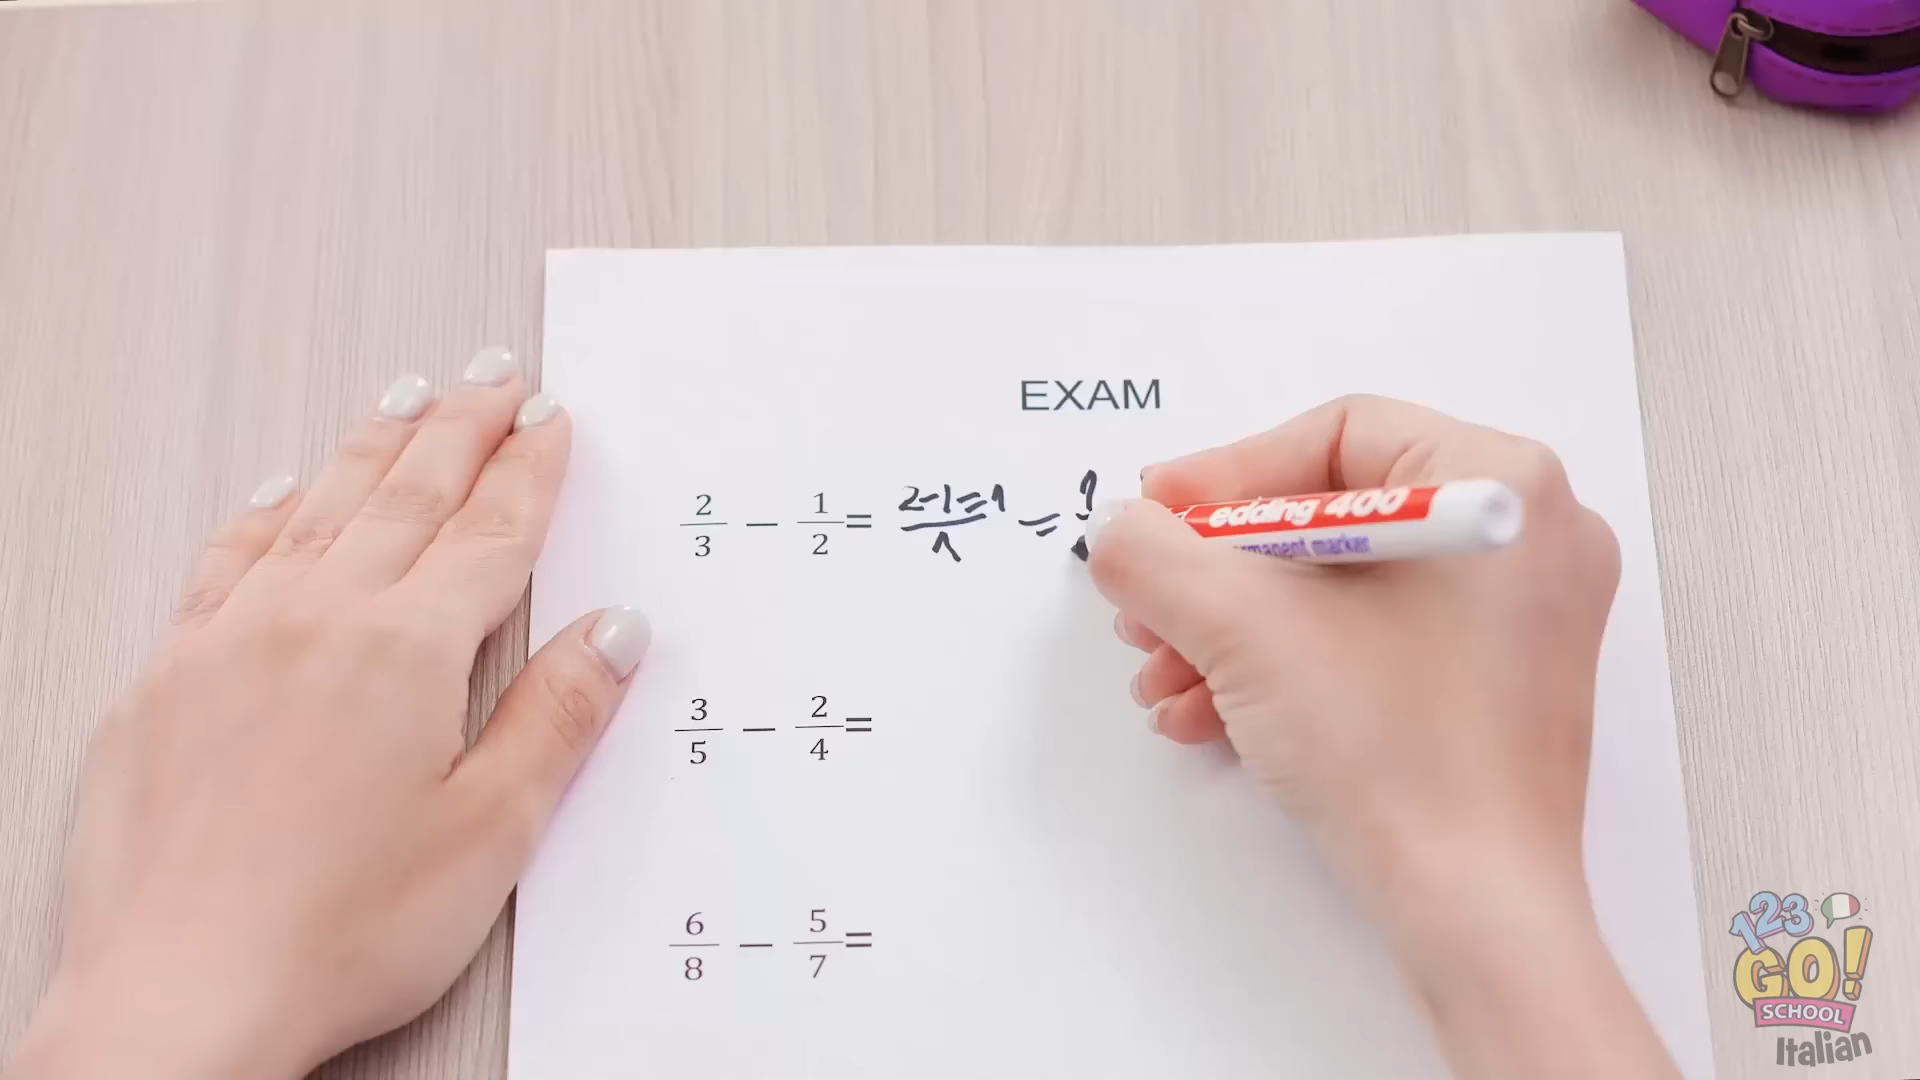 EXAM
2/3 − 1/2 = 2-1=1/1 = 1
3/5 − 2/4 =
6/8 − 5/7 =
edding 400
permanent marker
123
GO!
SCHOOL
Italian